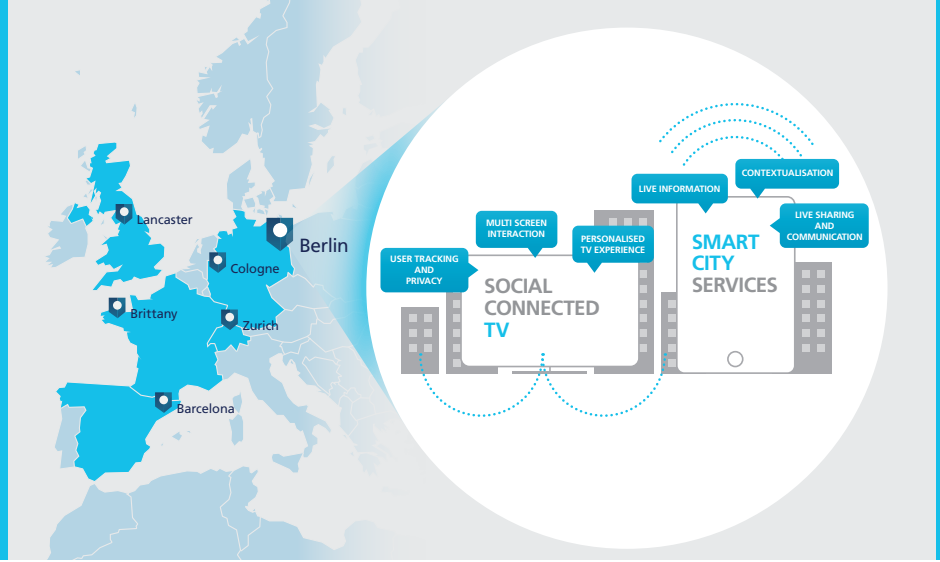 Lancaster
Berlin
Cologne
Brittany
Zurich
Barcelona
USER TRACKING
AND
PRIVACY
MULTI SCREEN
INTERACTION
PERSONALISED
TV EXPERIENCE
SOCIAL
CONNECTED
TV
LIVE INFORMATION
CONTEXTUALISATION
LIVE SHARING
AND
COMMUNICATION
SMART
CITY
SERVICES